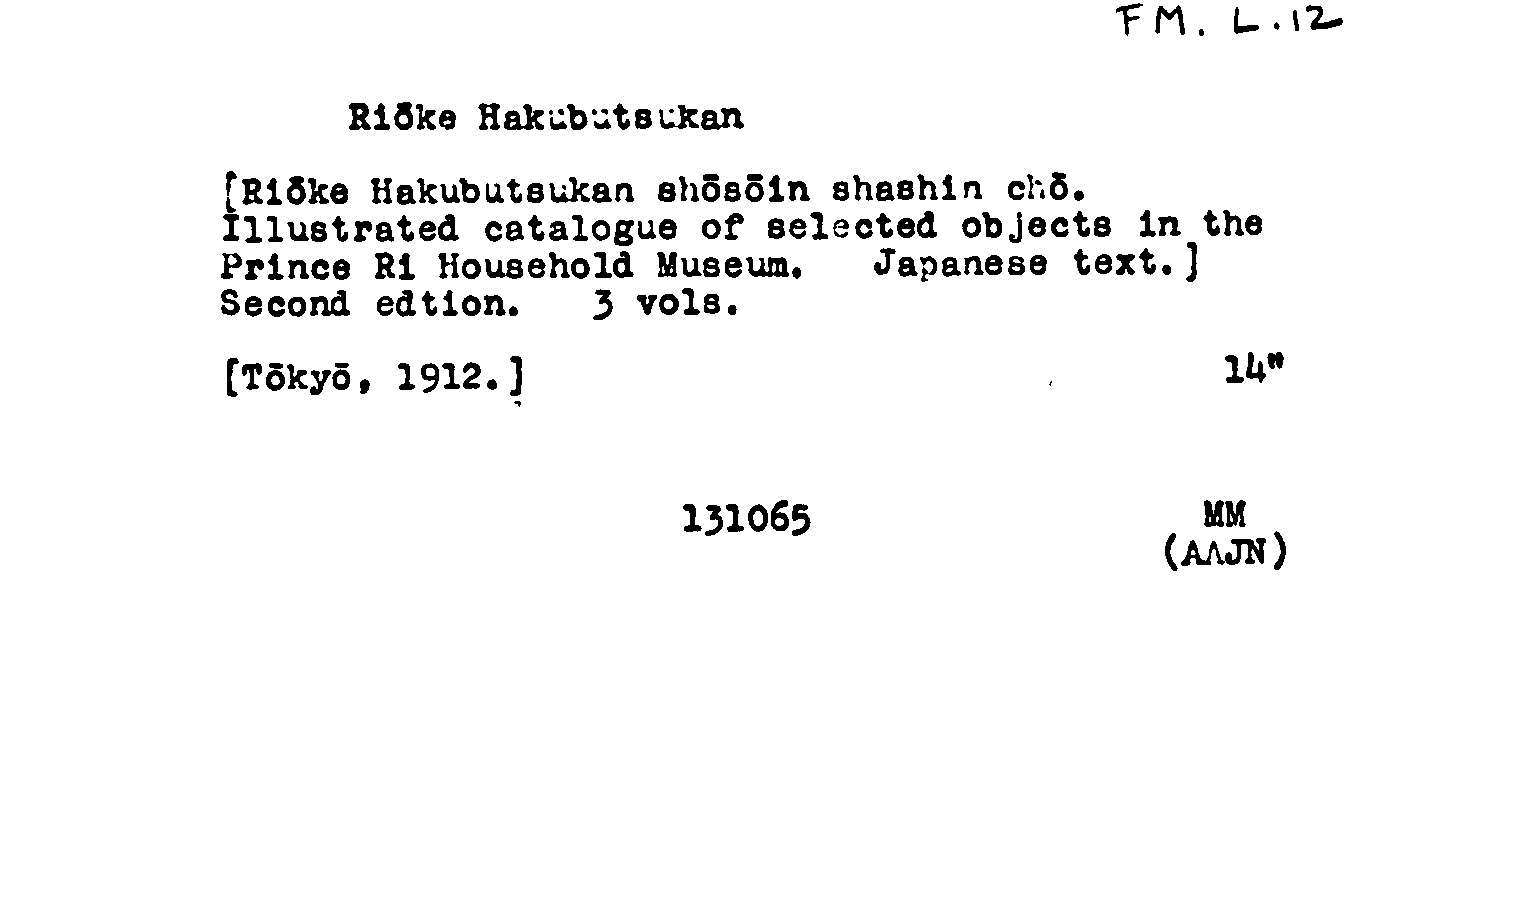 FM. L.12
Riōke Hakubutsukan
[Riōke Hakubutsukan shōsōin shashin chō.
Illustrated catalogue of selected objects in the
Prince Ri Household Museum. Japanese text.]
Second edtion. 3 vols.
[Tōkyō, 1912.] 14"
131065 MM
(AAJN)